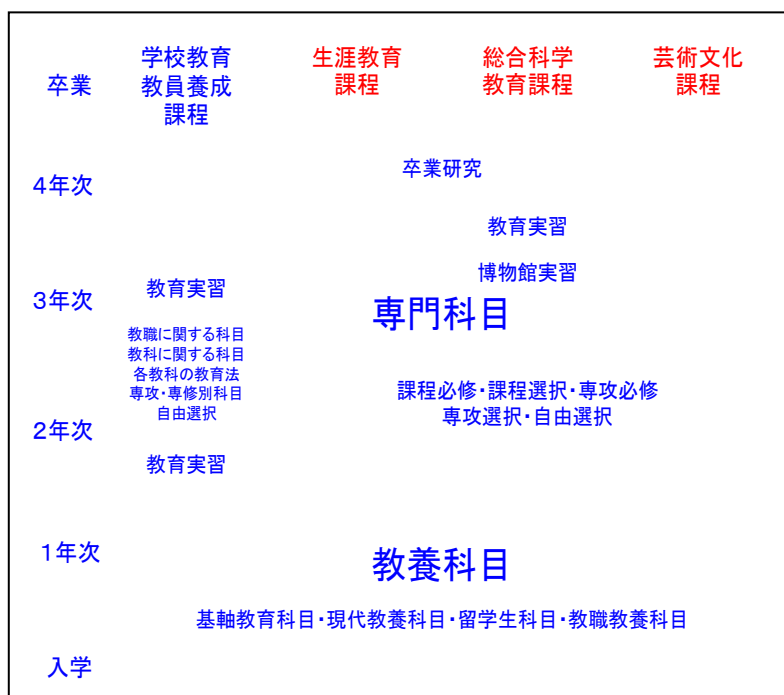 卒業
学校教育
教員養成
課程
生涯教育
課程
総合科学
教育課程
芸術文化
課程
4年次
卒業研究
教育実習
博物館実習
3年次
教育実習
専門科目
教職に関する科目
教科に関する科目
各教科の教育法
専攻・専修別科目
自由選択
課程必修・課程選択・専攻必修
専攻選択・自由選択
2年次
教育実習
1年次
教養科目
基軸教育科目・現代教養科目・留学生科目・教職教養科目
入学